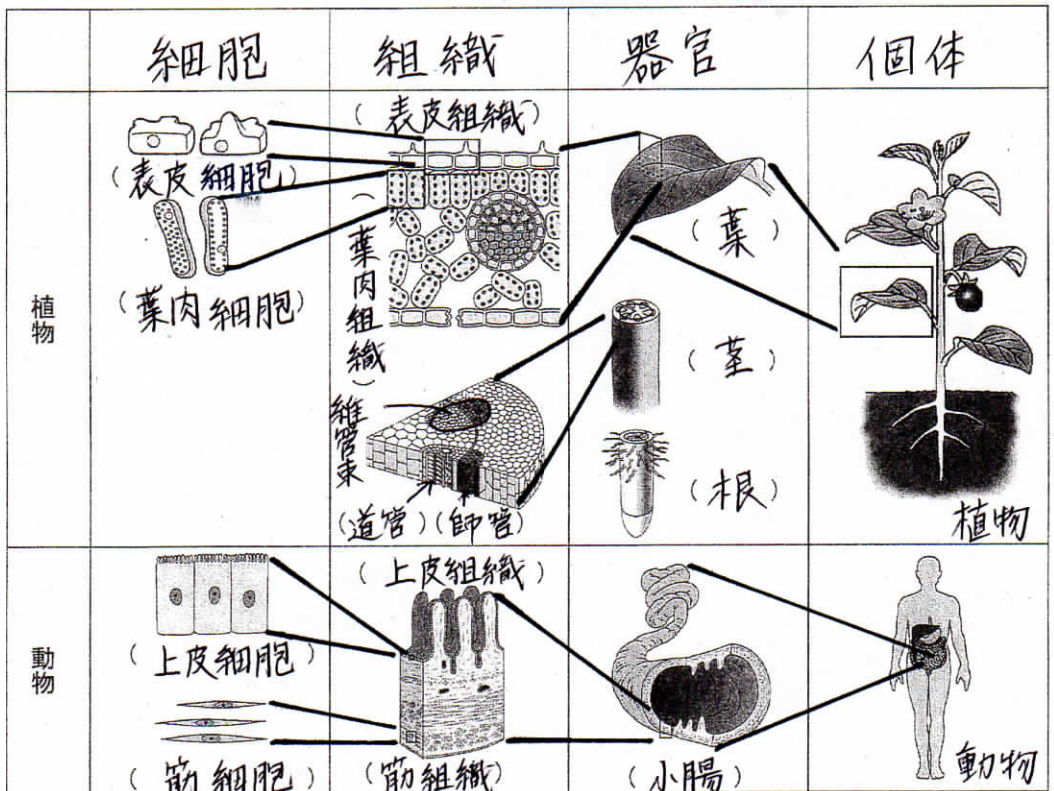 細胞 組織 器官 個体
植物
(表皮細胞)
(葉肉細胞)
(表皮組織)
(葉肉組織)
維管束
(道管)(師管)
(葉)
(茎)
(根)
植物
動物
(上皮細胞)
(筋細胞)
(上皮組織)
(筋組織)
(小腸)
動物